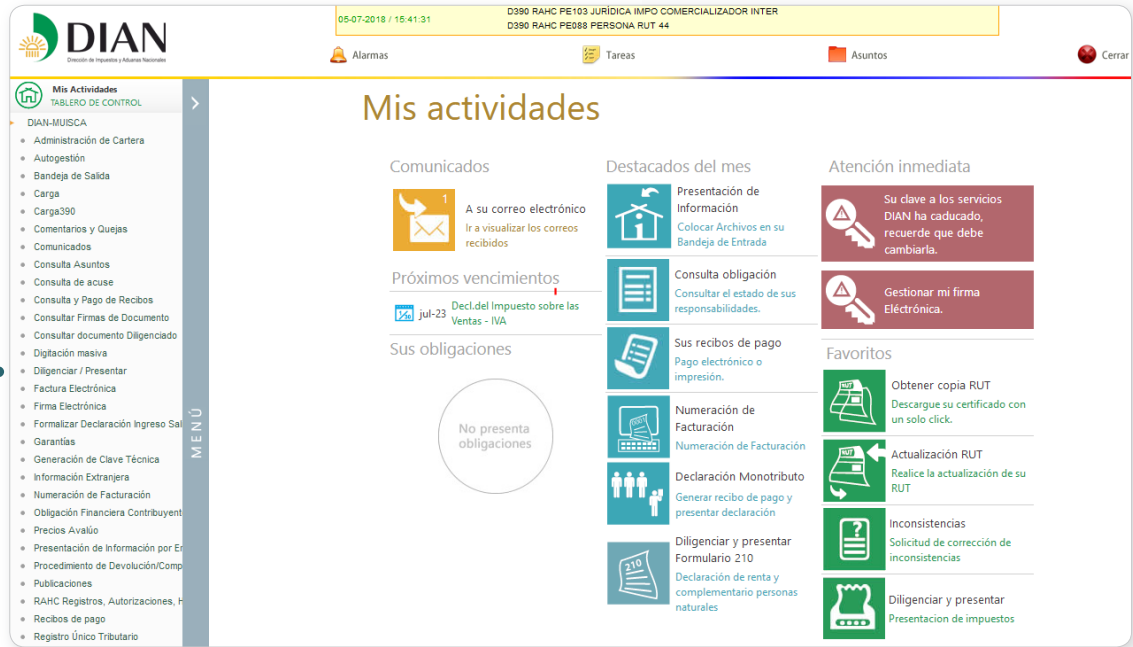 DIAN
Dirección de Impuestos y Aduanas Nacionales
05-07-2018 / 15:41:31
D390 RAHC PE103 JURÍDICA IMPO COMERCIALIZADOR INTER
D390 RAHC PE088 PERSONA RUT 44
Alarmas
Tareas
Asuntos
Cerrar
Mis Actividades
TABLERO DE CONTROL
DIAN-MUISCA
Administración de Cartera
Autogestión
Bandeja de Salida
Carga
Carga390
Comentarios y Quejas
Comunicados
Consulta Asuntos
Consulta de acuse
Consulta y Pago de Recibos
Consultar Firmas de Documento
Consultar documento Diligenciado
Digitación masiva
Diligenciar / Presentar
Factura Electrónica
Firma Electrónica
Formalizar Declaración Ingreso Sal
Garantías
Generación de Clave Técnica
Información Extranjera
Numeración de Facturación
Obligación Financiera Contribuyent
Precios Avalúo
Presentación de Información por Er
Procedimiento de Devolución/Comp
Publicaciones
RAHC Registros, Autorizaciones, H
Recibos de pago
Registro Único Tributario
MENÚ
Mis actividades
Comunicados
1
A su correo electrónico
Ir a visualizar los correos
recibidos
Próximos vencimientos
jul-23
Decl.del Impuesto sobre las
Ventas - IVA
Sus obligaciones
No presenta
obligaciones
Destacados del mes
Presentación de
Información
Colocar Archivos en su
Bandeja de Entrada
Consulta obligación
Consultar el estado de sus
responsabilidades.
Sus recibos de pago
Pago electrónico o
impresión.
Numeración de
Facturación
Numeración de Facturación
Declaración Monotributo
Generar recibo de pago y
presentar declaración
210
Diligenciar y presentar
Formulario 210
Declaración de renta y
complementario personas
naturales
Atención inmediata
Su clave a los servicios
DIAN ha caducado,
recuerde que debe
cambiarla.
Gestionar mi firma
Eléctrónica.
Favoritos
RUT
Obtener copia RUT
Descargue su certificado con
un solo click.
RUT
Actualización RUT
Realice la actualización de su
RUT
Inconsistencias
Solicitud de corrección de
inconsistencias
Diligenciar y presentar
Presentacion de impuestos